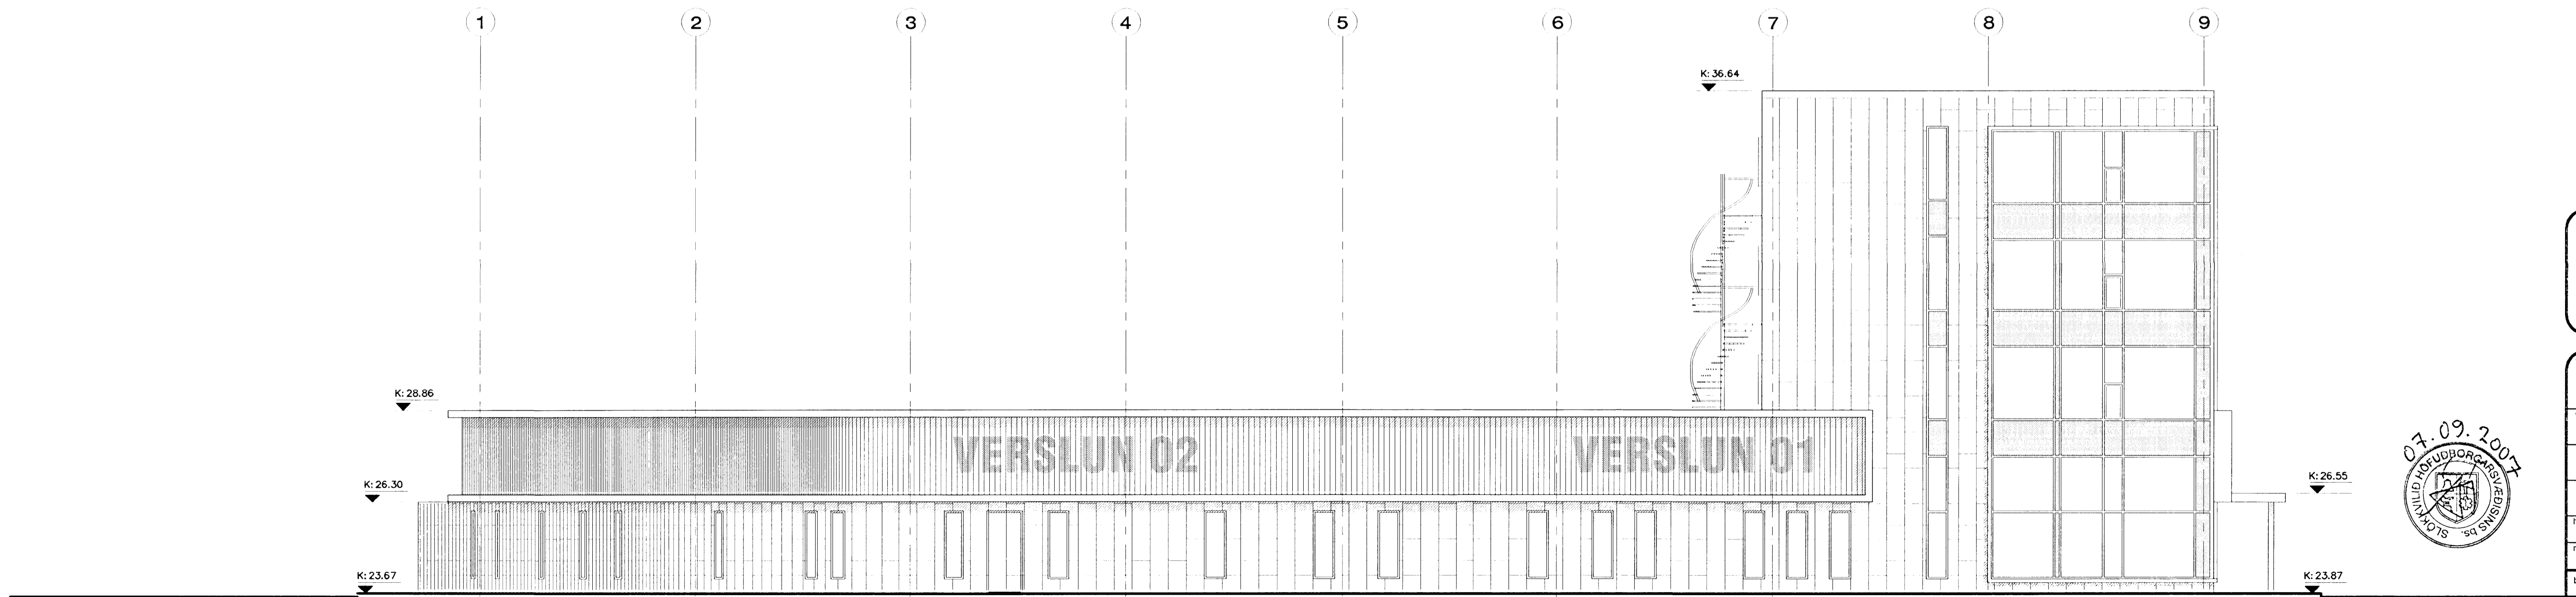 1 2 3 4 5 6 7 8 9
K: 36.64
K: 28.86
VERSLUN 02 VERSLUN 01
K: 26.30
K: 26.55
K: 23.67
K: 23.87
07.09.2007
SLÖKKVILIÐ HÖFUÐBORGARSVÆÐISINS bs.